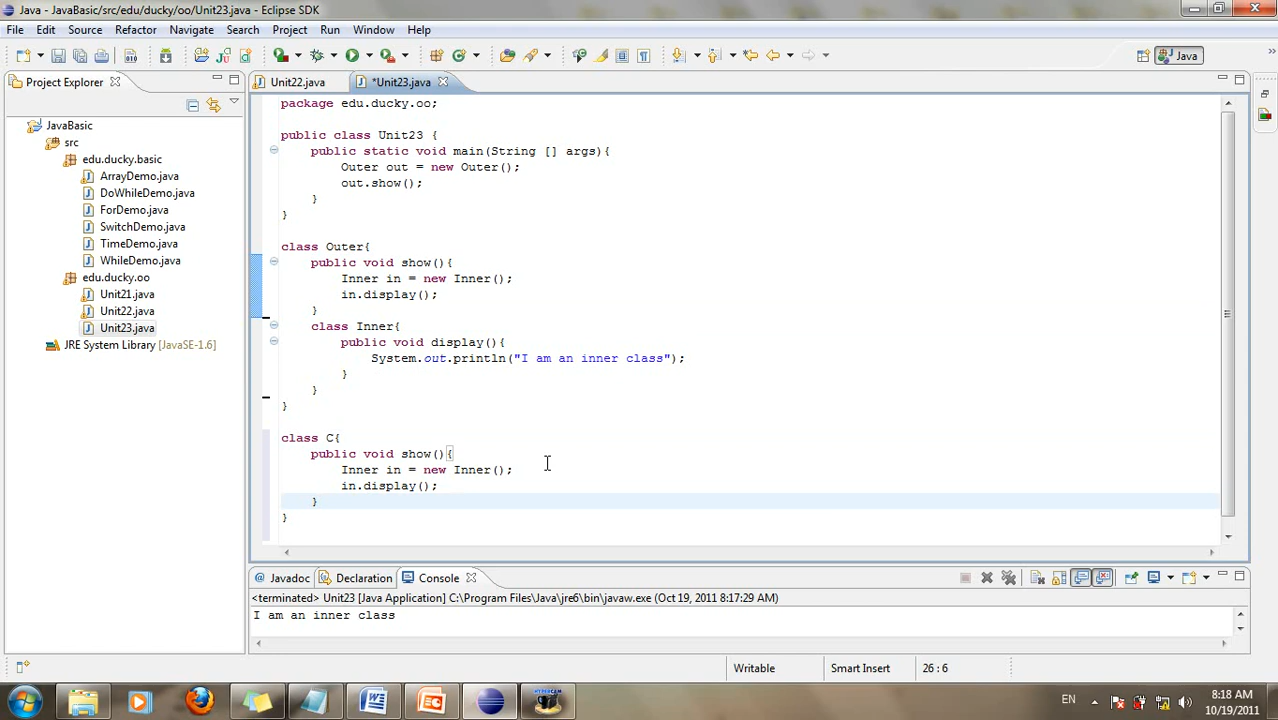 Java - JavaBasic/src/edu/ducky/oo/Unit23.java - Eclipse SDK
File Edit Source Refactor Navigate Search Project Run Window Help
Java
Project Explorer
Unit22.java *Unit23.java
JavaBasic
src
edu.ducky.basic
ArrayDemo.java
DoWhileDemo.java
ForDemo.java
SwitchDemo.java
TimeDemo.java
WhileDemo.java
edu.ducky.oo
Unit21.java
Unit22.java
Unit23.java
JRE System Library [JavaSE-1.6]
package edu.ducky.oo;
public class Unit23 {
public static void main(String [] args){
Outer out = new Outer();
out.show();
}
}
class Outer{
public void show(){
Inner in = new Inner();
in.display();
}
class Inner{
public void display(){
System.out.println("I am an inner class");
}
}
}
class C{
public void show(){
Inner in = new Inner();
in.display();
}
}
@ Javadoc Declaration Console
<terminated> Unit23 [Java Application] C:\Program Files\Java\jre6\bin\javaw.exe (Oct 19, 2011 8:17:29 AM)
I am an inner class
Writable Smart Insert 26 : 6
EN
8:18 AM
10/19/2011